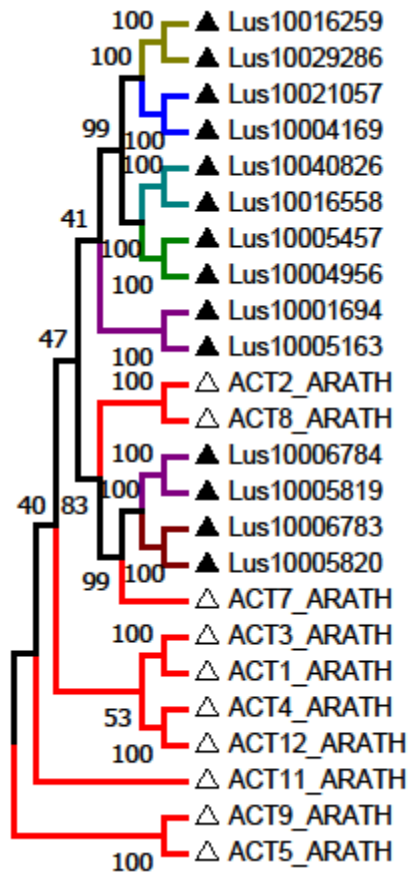 100
Lus10016259
100
Lus10029286
Lus10021057
99
100
Lus10004169
100
Lus10040826
Lus10016558
41
100
Lus10005457
100
Lus10004956
Lus10001694
47
100
Lus10005163
100
ACT2_ARATH
ACT8_ARATH
100
Lus10006784
100
Lus10005819
40
83
Lus10006783
99
100
Lus10005820
ACT7_ARATH
100
ACT3_ARATH
ACT1_ARATH
53
ACT4_ARATH
100
ACT12_ARATH
ACT11_ARATH
ACT9_ARATH
100
ACT5_ARATH